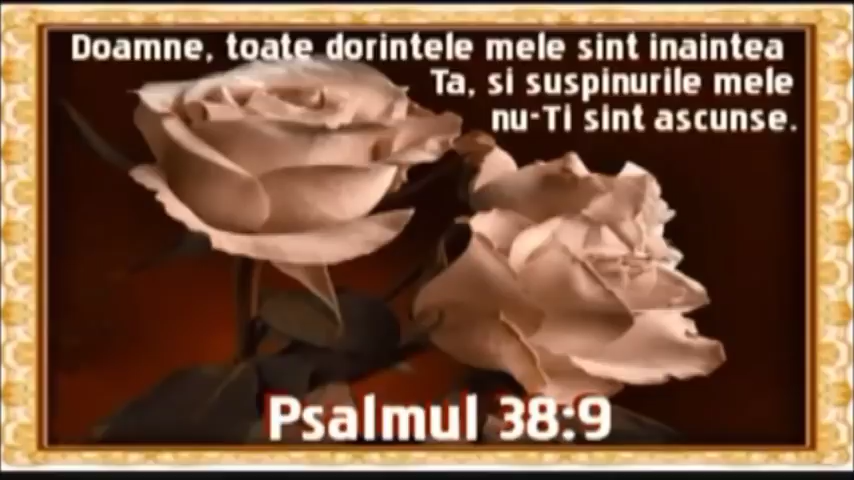 Doamne, toate dorintele mele sint inaintea
Ta, si suspinurile mele
nu-Ti sint ascunse.
Psalmul 38:9